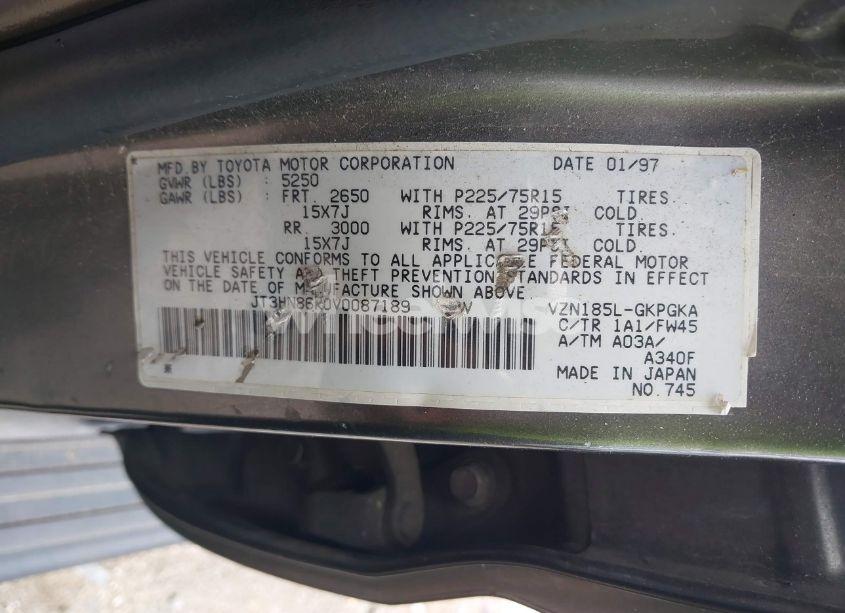 MFD. BY TOYOTA MOTOR CORPORATION DATE 01/97
GVWR (LBS) : 5250
GAWR (LBS) : FRT. 2650 WITH P225/75R15 TIRES.
15X7J RIMS. AT 29PSI COLD.
RR. 3000 WITH P225/75R15 TIRES.
15X7J RIMS. AT 29PSI COLD.
THIS VEHICLE CONFORMS TO ALL APPLICABLE FEDERAL MOTOR
VEHICLE SAFETY AND THEFT PREVENTION STANDARDS IN EFFECT
ON THE DATE OF MANUFACTURE SHOWN ABOVE.
JT3HN86R0V0087189 VZN185L-GKPGKA
C/TR 1A1/FW45
A/TM A03A/
A340F
MADE IN JAPAN
NO.745